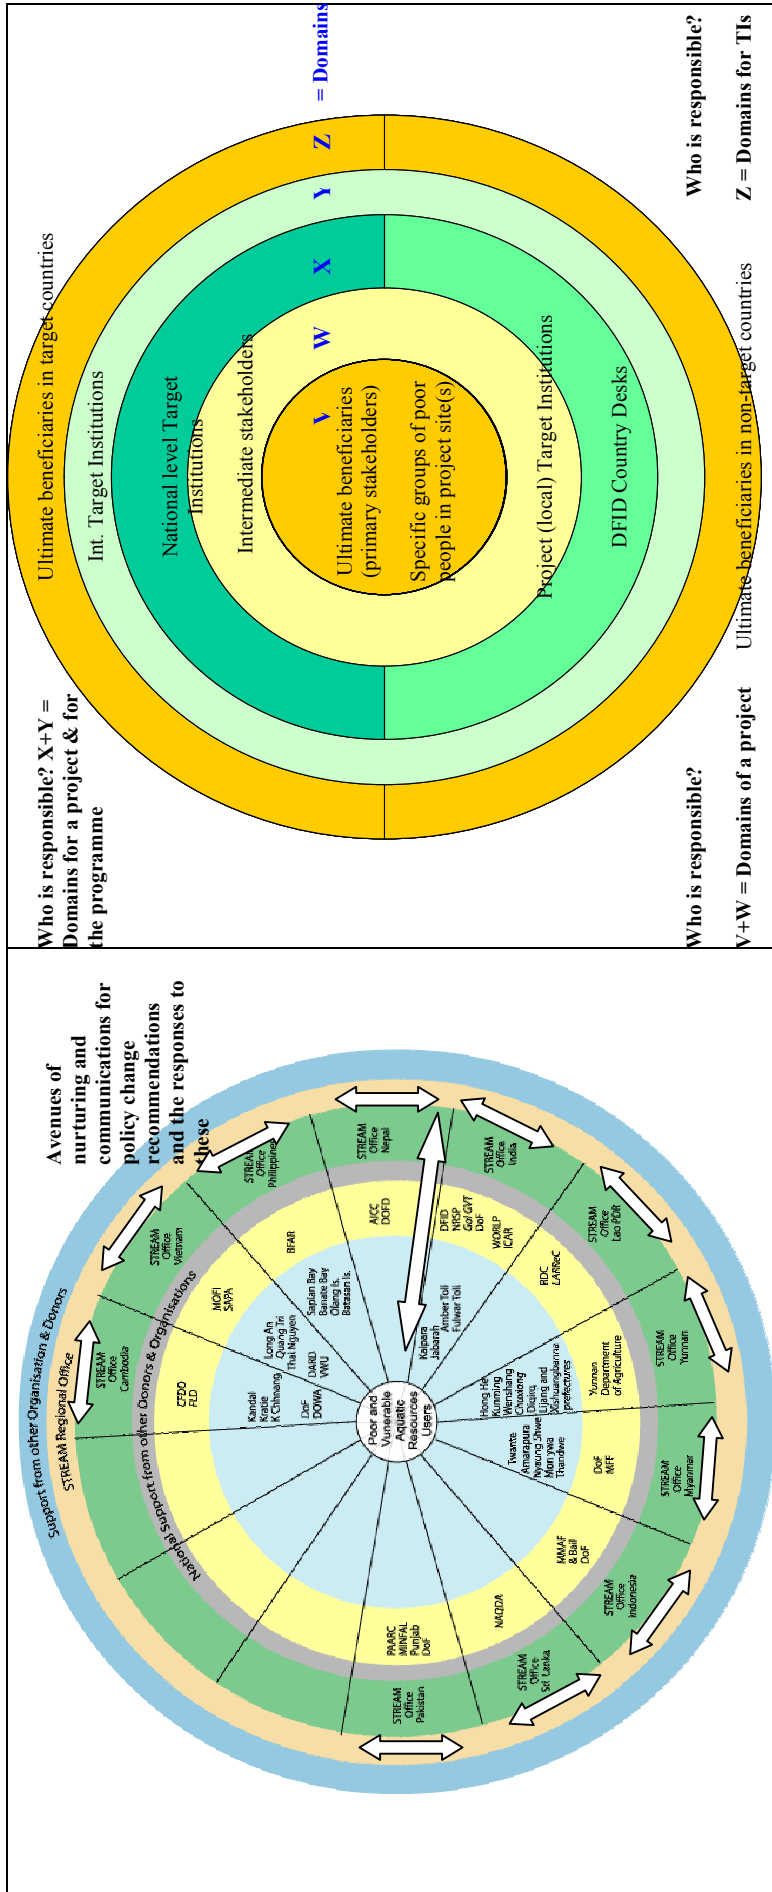 Avenues of
nurturing and
communications for
policy change
recommendations
and the responses to
these
Support from other Organisation & Donors
STREAM Regional Office
National Support from other Donors & Organisations
STREAM
Office
Cambodia
STREAM
Office
Vietnam
STREAM
Office
Philippines
STREAM
Office
Nepal
STREAM
Office
India
STREAM
Office
Lao PDR
STREAM
Office
Yunnan
STREAM
Office
Myanmar
STREAM
Office
Indonesia
STREAM
Office
Sri Lanka
STREAM
Office
Pakistan
CFDO
FLD
MOFI
SAPA
BFAR
AICC
DOFD
DFID
NRSP
GoI GVT
DoF
WORLP
ICAR
RDC
LARReC
Yunnan
Department
of Agriculture
DoF
MFF
MMAF
& Bali
DoF
NAQDA
PAARC
MINFAL
Punjab
DoF
Kandal
Kratie
K Chhnang
DoF
DOWA
Long An
Quang Tri
Thai Nguyen
DARD
VWU
Sapian Bay
Banate Bay
Olang Is.
Batasan Is.
Kaipara
Jabarah
Amber Toli
Fulwar Toli
Hong He
Kunming
Wenshang
Chuxiong
Diqing
Lijang and
Xishuangbanna
prefectures
Twante
Amarapura
Nyaung Shwe
Mon ywa
Thandwe
Poor and
Vunerable
Aquatic
Resources
Users
Who is responsible? X+Y =
Domains for a project & for
the programme
Ultimate beneficiaries in target countries
Int. Target Institutions
National level Target
Institutions
Intermediate stakeholders
V W X Y Z = Domains
Ultimate beneficiaries
(primary stakeholders)
Specific groups of poor
people in project site(s)
Project (local) Target Institutions
DFID Country Desks
Who is responsible?
Who is responsible?
V+W = Domains of a project
Ultimate beneficiaries in non-target countries
Z = Domains for TIs